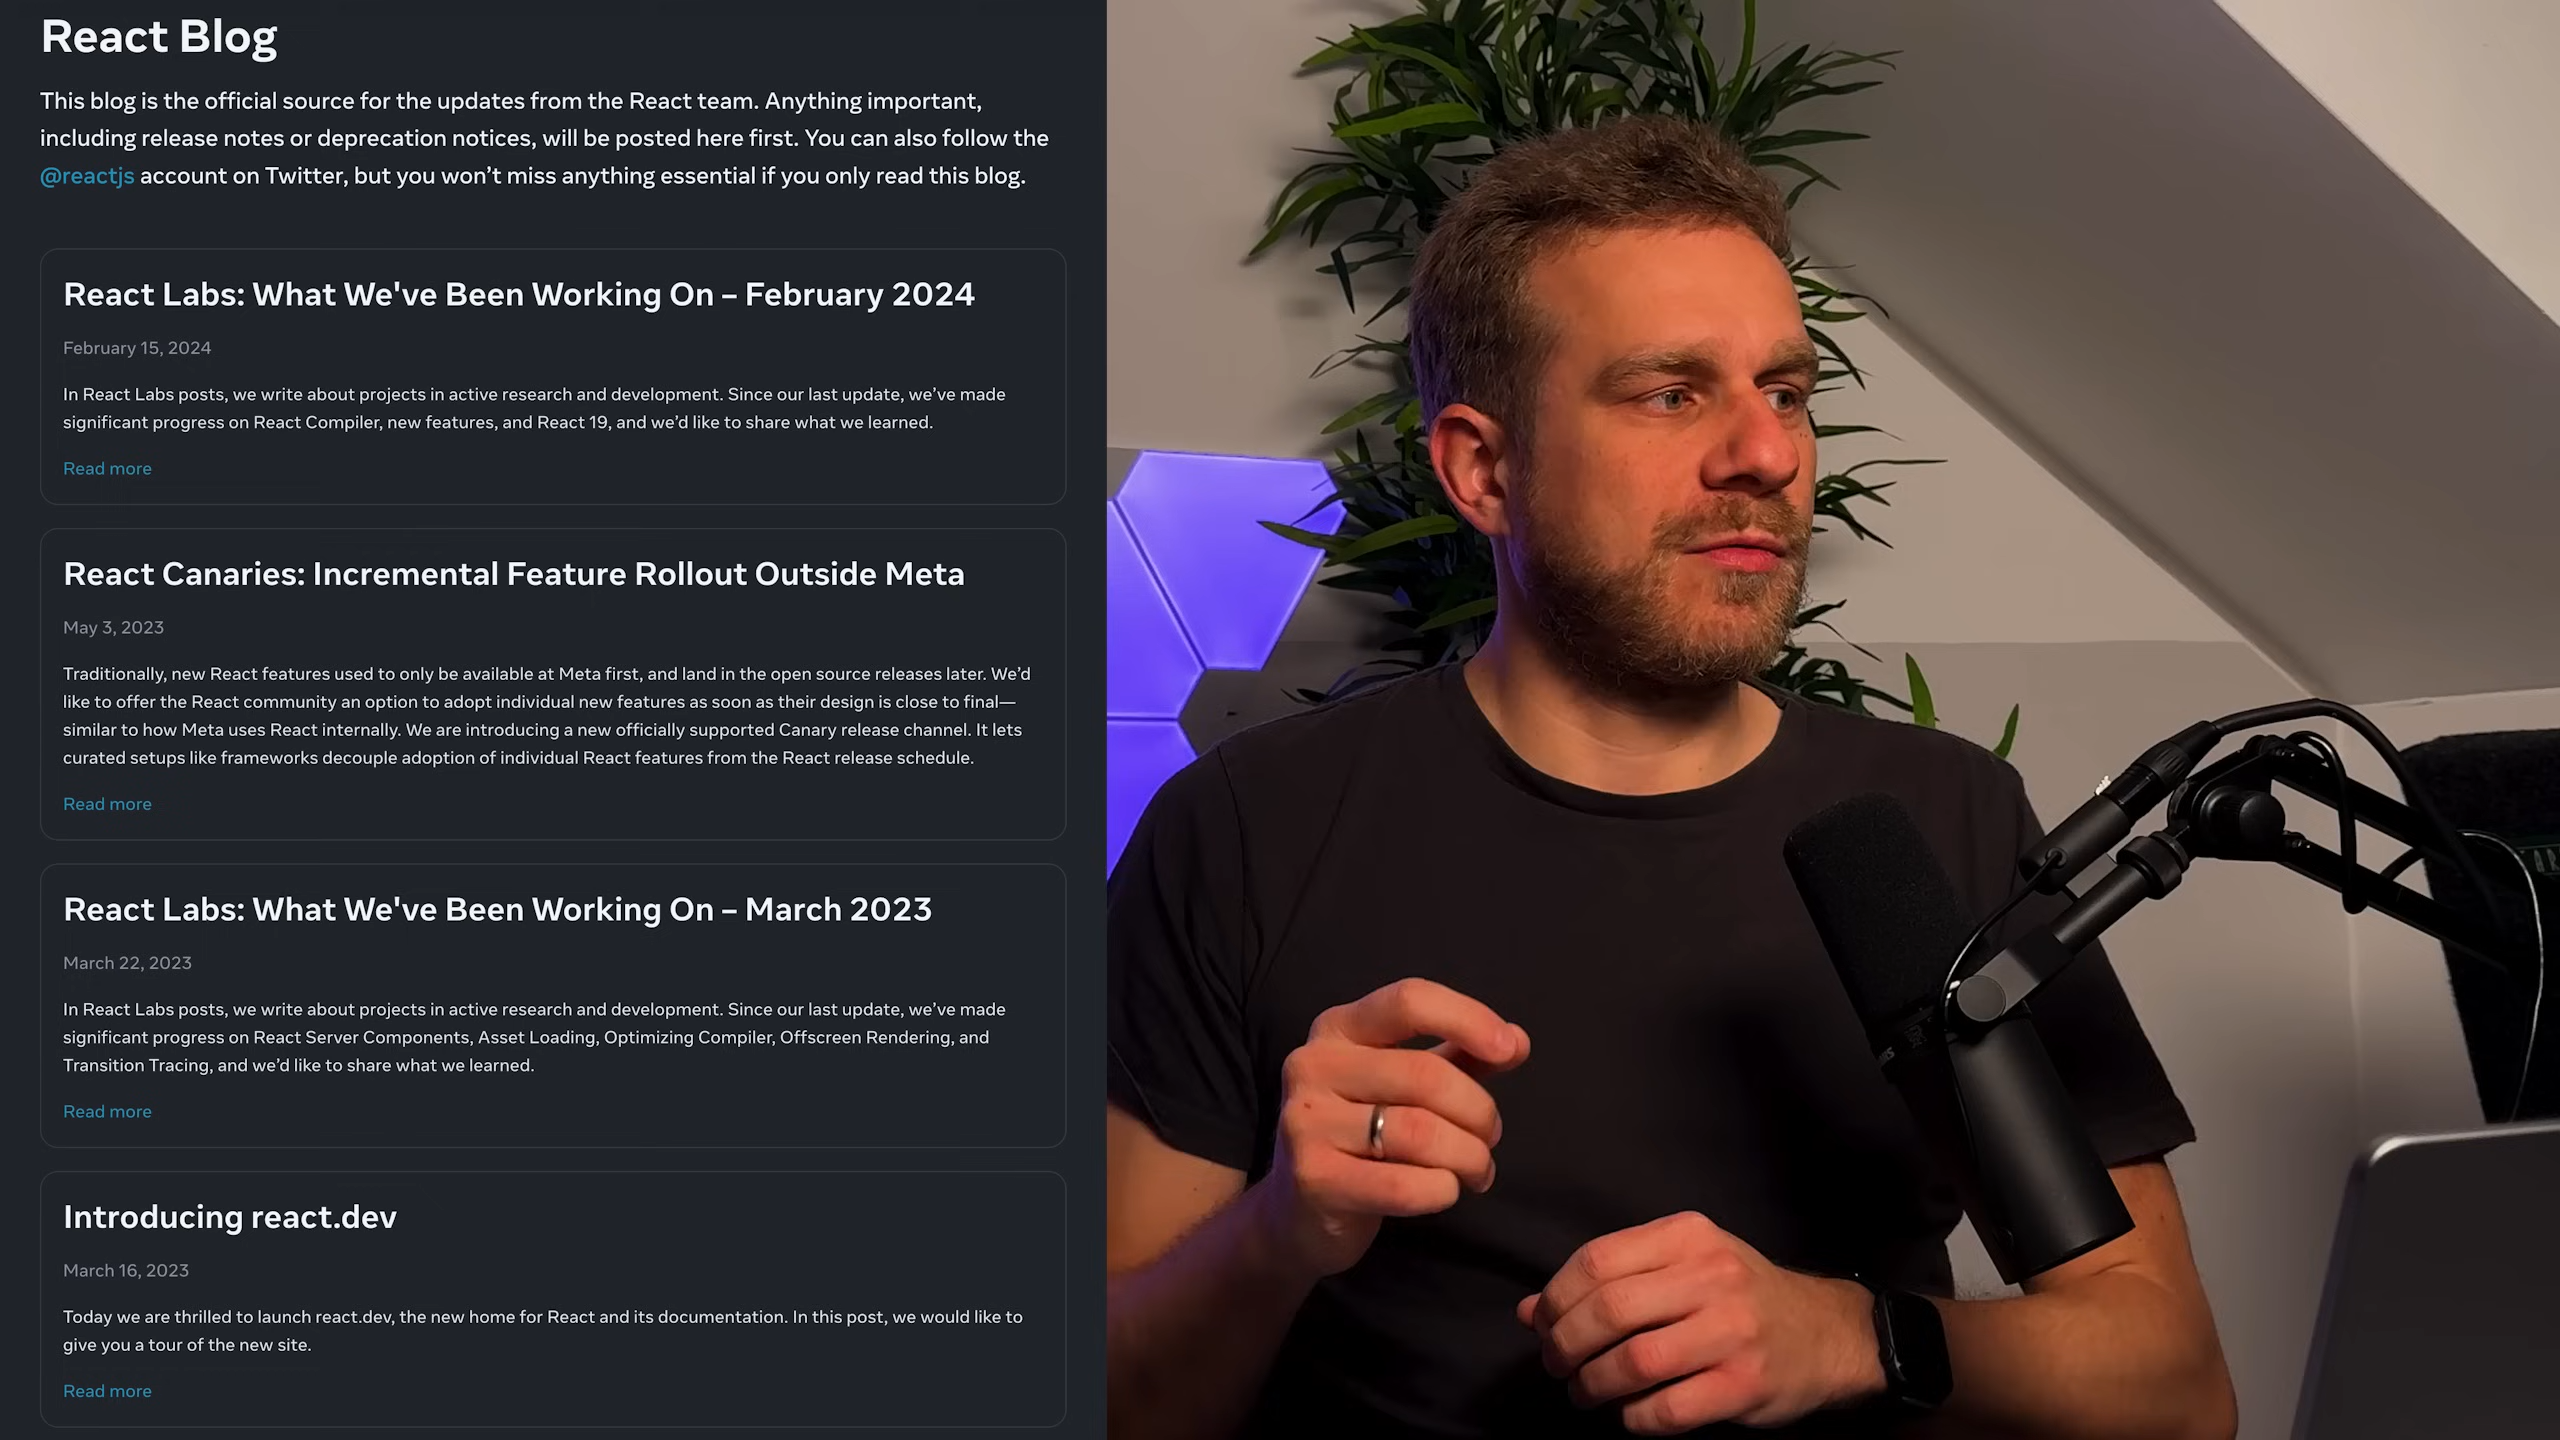 React Blog
This blog is the official source for the updates from the React team. Anything important,
including release notes or deprecation notices, will be posted here first. You can also follow the
@reactjs account on Twitter, but you won’t miss anything essential if you only read this blog.
React Labs: What We've Been Working On – February 2024
February 15, 2024
In React Labs posts, we write about projects in active research and development. Since our last update, we’ve made
significant progress on React Compiler, new features, and React 19, and we’d like to share what we learned.
Read more
React Canaries: Incremental Feature Rollout Outside Meta
May 3, 2023
Traditionally, new React features used to only be available at Meta first, and land in the open source releases later. We’d
like to offer the React community an option to adopt individual new features as soon as their design is close to final—
similar to how Meta uses React internally. We are introducing a new officially supported Canary release channel. It lets
curated setups like frameworks decouple adoption of individual React features from the React release schedule.
Read more
React Labs: What We've Been Working On – March 2023
March 22, 2023
In React Labs posts, we write about projects in active research and development. Since our last update, we’ve made
significant progress on React Server Components, Asset Loading, Optimizing Compiler, Offscreen Rendering, and
Transition Tracing, and we’d like to share what we learned.
Read more
Introducing react.dev
March 16, 2023
Today we are thrilled to launch react.dev, the new home for React and its documentation. In this post, we would like to
give you a tour of the new site.
Read more